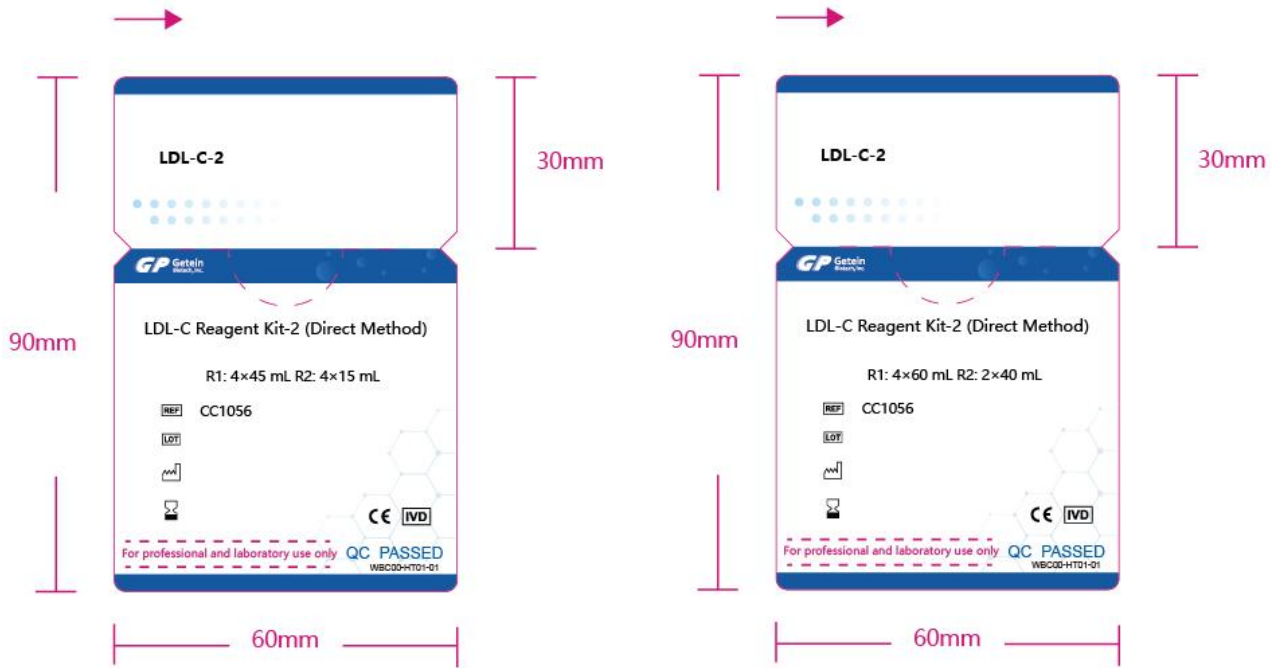 LDL-C-2
30mm
GP Getein
Biotech, Inc.
90mm
LDL-C Reagent Kit-2 (Direct Method)
R1: 4×45 mL R2: 4×15 mL
REF CC1056
LOT
CE IVD
For professional and laboratory use only QC PASSED
WBC00-HT01-01
60mm
LDL-C-2
30mm
GP Getein
Biotech, Inc.
90mm
LDL-C Reagent Kit-2 (Direct Method)
R1: 4×60 mL R2: 2×40 mL
REF CC1056
LOT
CE IVD
For professional and laboratory use only QC PASSED
WBC00-HT01-01
60mm